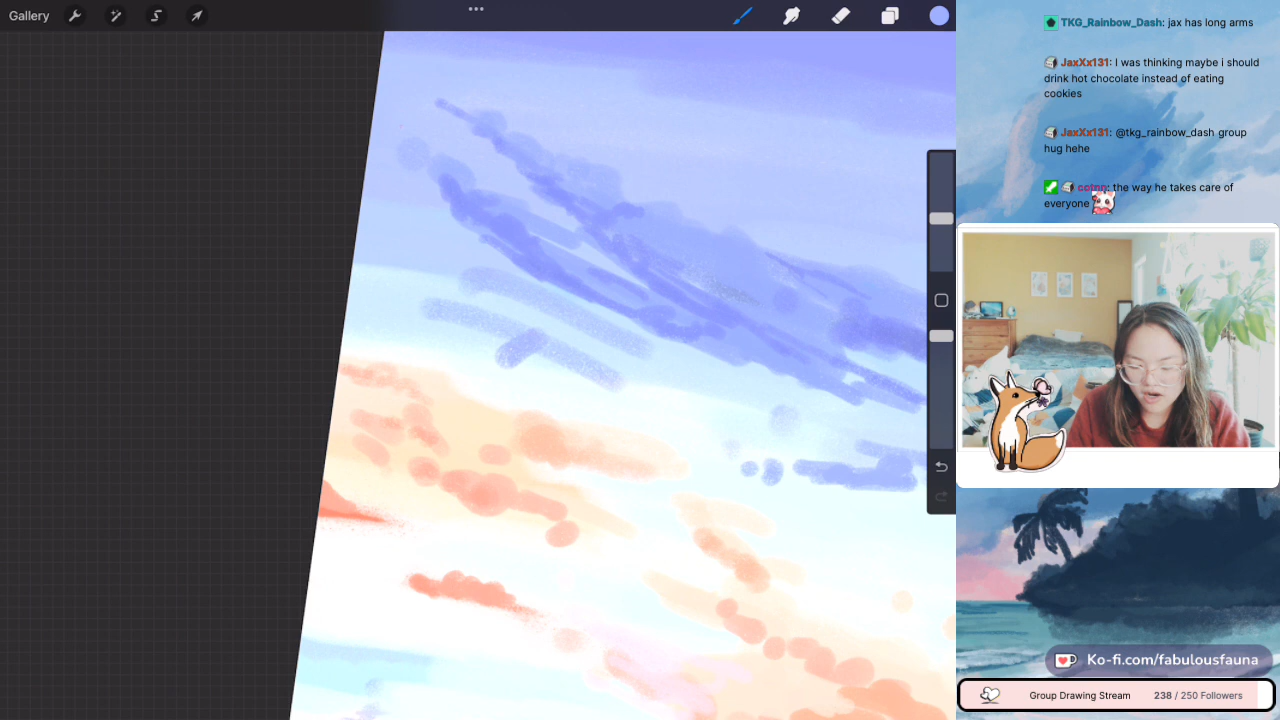 Gallery
TKG_Rainbow_Dash: jax has long arms
JaxXx131: I was thinking maybe i should
drink hot chocolate instead of eating
cookies
JaxXx131: @tkg_rainbow_dash group
hug hehe
: the way he takes care of
everyone
Ko-fi.com/fabulousfauna
Group Drawing Stream 238 / 250 Followers